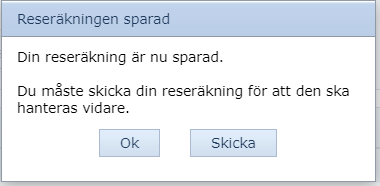 Reseräkningen sparad
Din reseräkning är nu sparad.
Du måste skicka din reseräkning för att den ska
hanteras vidare.
Ok
Skicka